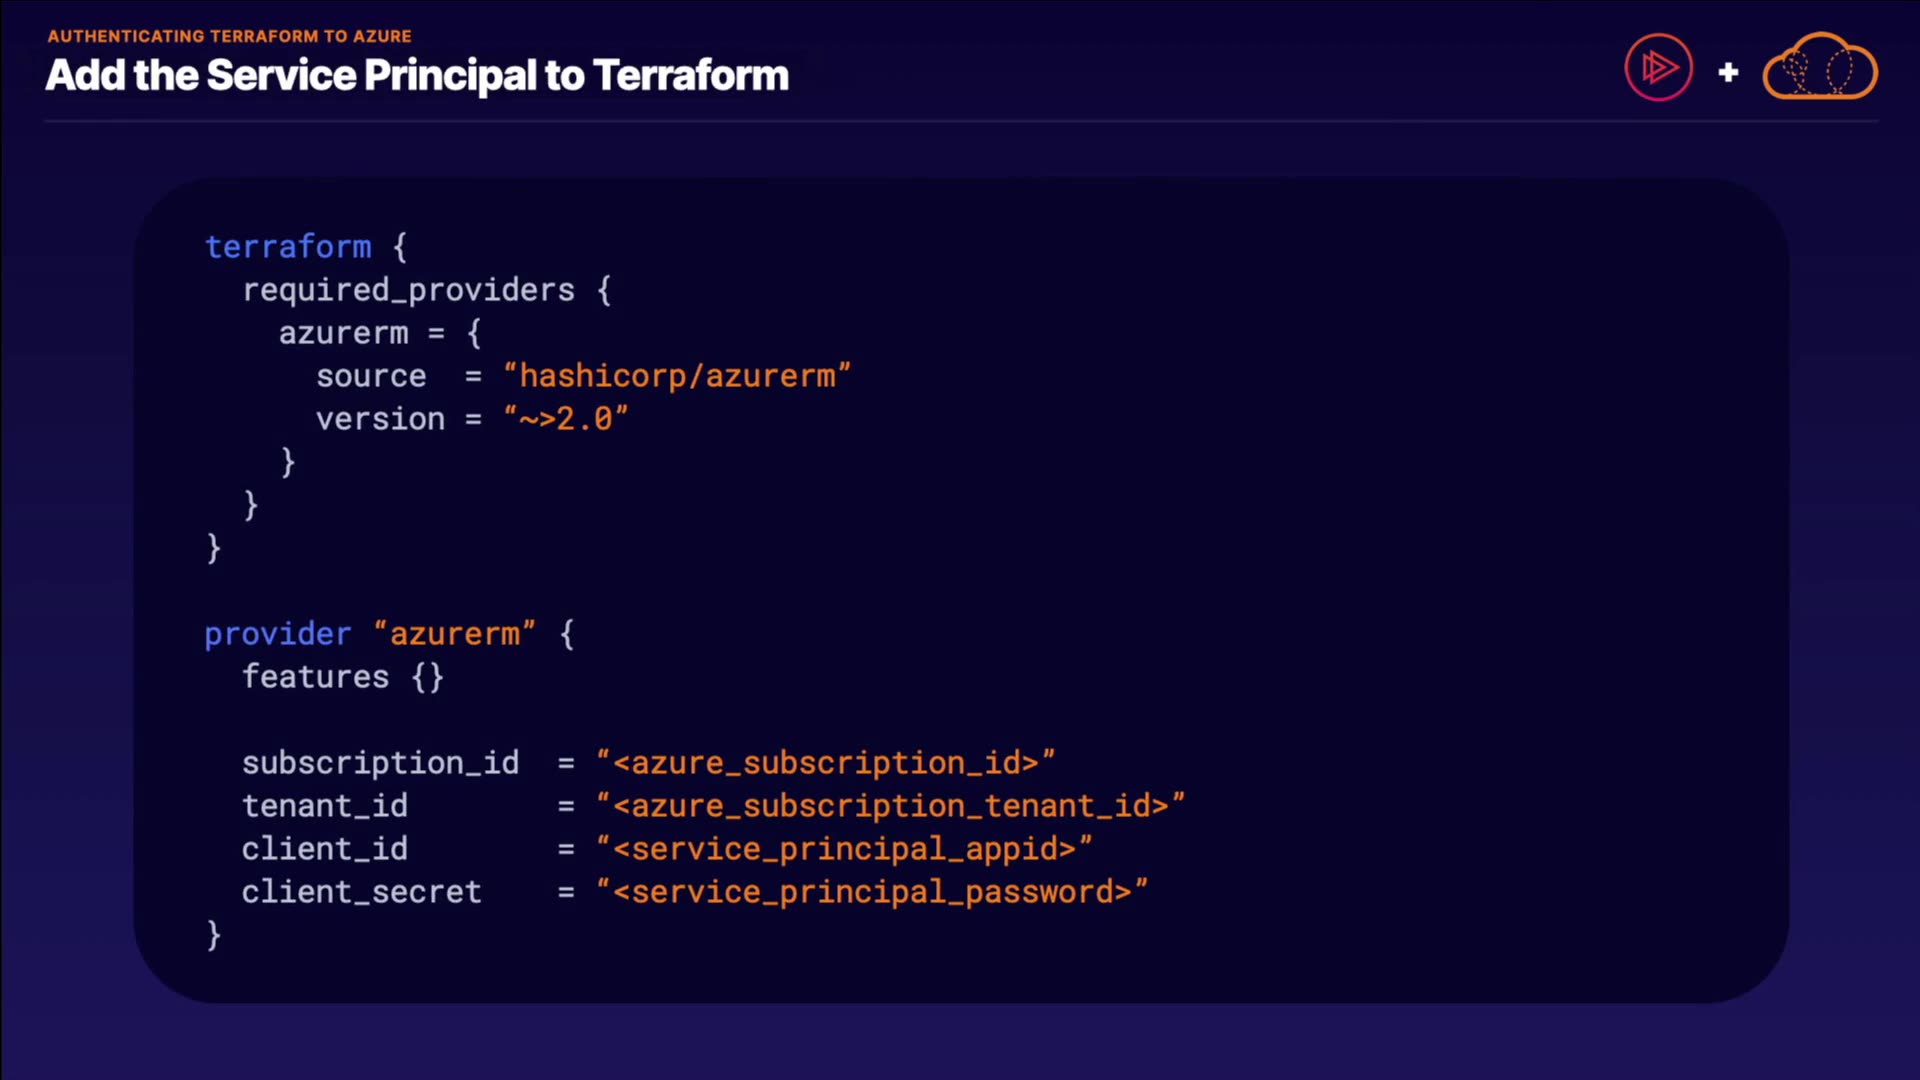 AUTHENTICATING TERRAFORM TO AZURE
Add the Service Principal to Terraform
+
terraform {
  required_providers {
    azurerm = {
      source  = “hashicorp/azurerm”
      version = “~>2.0”
    }
  }
}
provider “azurerm” {
  features {}
  subscription_id  = “<azure_subscription_id>”
  tenant_id        = “<azure_subscription_tenant_id>”
  client_id        = “<service_principal_appid>”
  client_secret    = “<service_principal_password>”
}